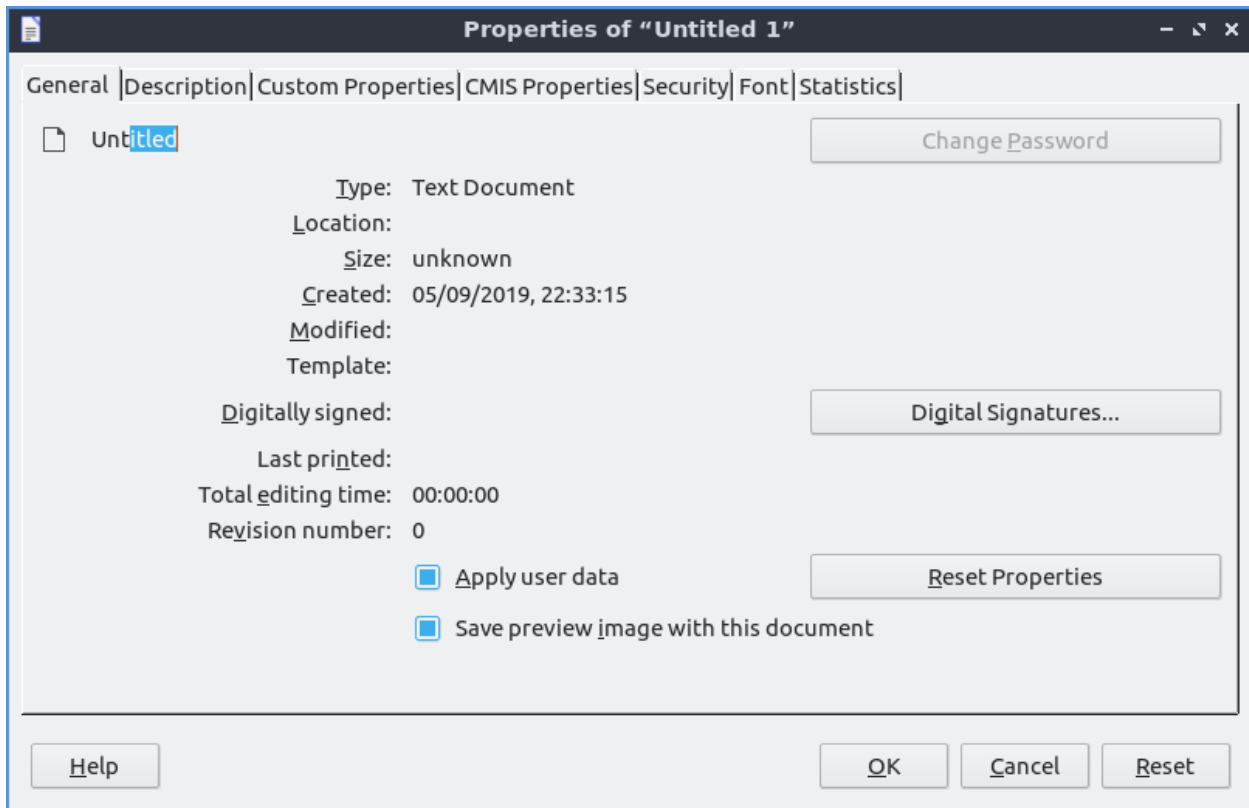 Properties of “Untitled 1”
General Description Custom Properties CMIS Properties Security Font Statistics
Untitled Change Password
Type: Text Document
Location:
Size: unknown
Created: 05/09/2019, 22:33:15
Modified:
Template:
Digitally signed: Digital Signatures...
Last printed:
Total editing time: 00:00:00
Revision number: 0
Apply user data Reset Properties
Save preview image with this document
Help OK Cancel Reset